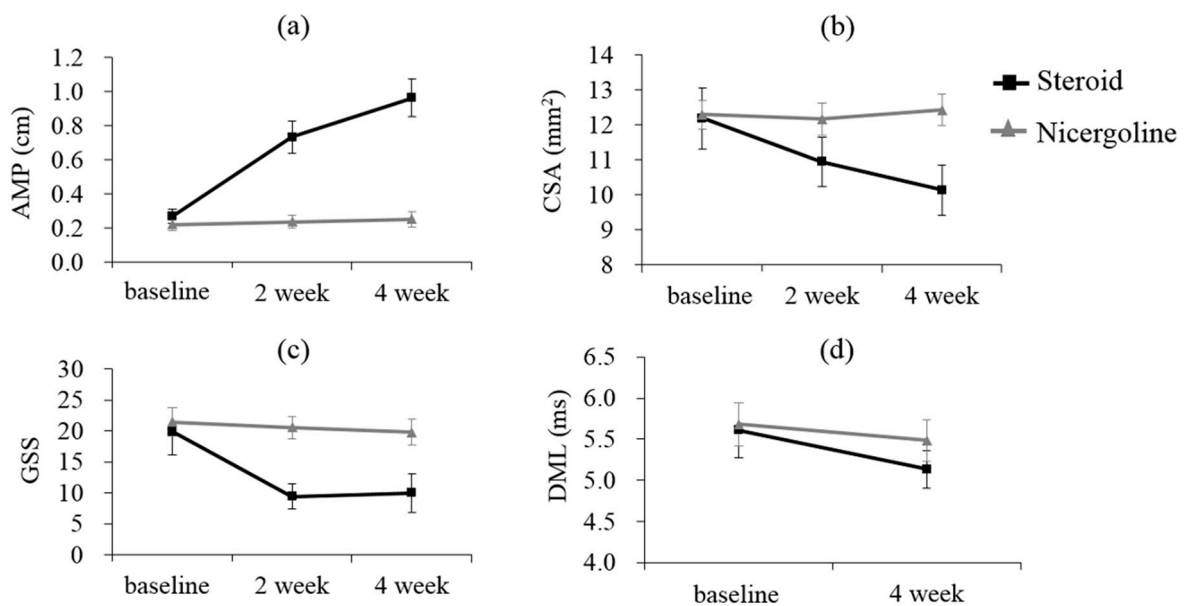 (a)
AMP (cm)
1.2
1.0
0.8
0.6
0.4
0.2
0.0
baseline 2 week 4 week
(b)
CSA (mm²)
14
13
12
11
10
9
8
baseline 2 week 4 week
Steroid
Nicergoline
(c)
GSS
30
25
20
15
10
5
0
baseline 2 week 4 week
(d)
DML (ms)
6.5
6.0
5.5
5.0
4.5
4.0
baseline 4 week